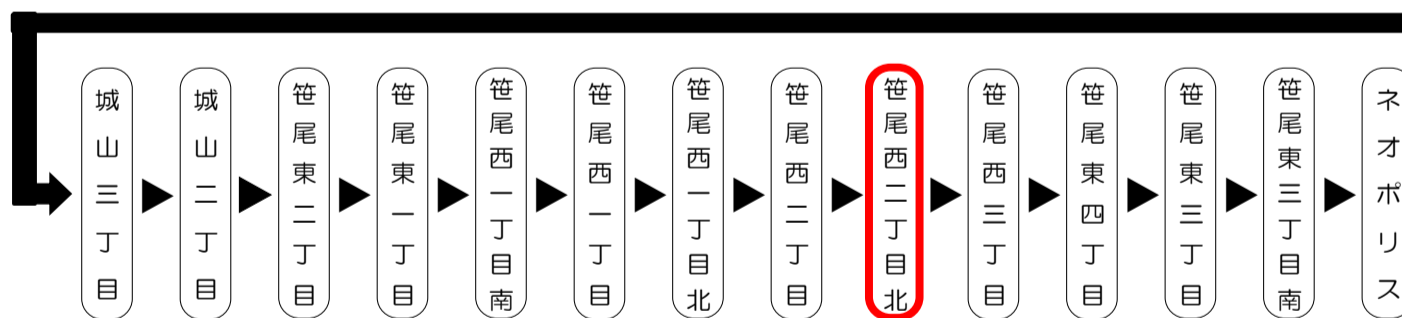 城山三丁目
城山二丁目
笹尾東二丁目
笹尾東一丁目
笹尾西一丁目南
笹尾西一丁目
笹尾西一丁目北
笹尾西二丁目
笹尾西二丁目北
笹尾西三丁目
笹尾東四丁目
笹尾東三丁目
笹尾東三丁目南
ネオポリス